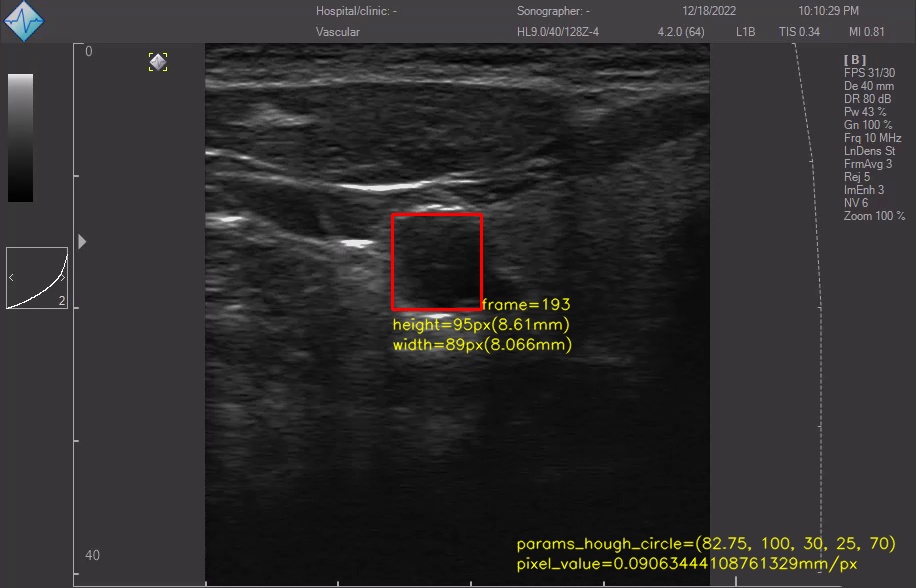 Hospital/clinic: - Sonographer: - 12/18/2022 10:10:29 PM
Vascular HL9.0/40/128Z-4 4.2.0 (64) L1B TIS 0.34 MI 0.81
0
[ B ]
FPS 31/30
De 40 mm
DR 80 dB
Pw 43 %
Gn 100 %
Frq 10 MHz
LnDens St
FrmAvg 3
Rej 5
ImEnh 3
NV 6
Zoom 100 %
2
frame=193
height=95px(8.61mm)
width=89px(8.066mm)
40
params_hough_circle=(82.75, 100, 30, 25, 70)
pixel_value=0.09063444108761329mm/px